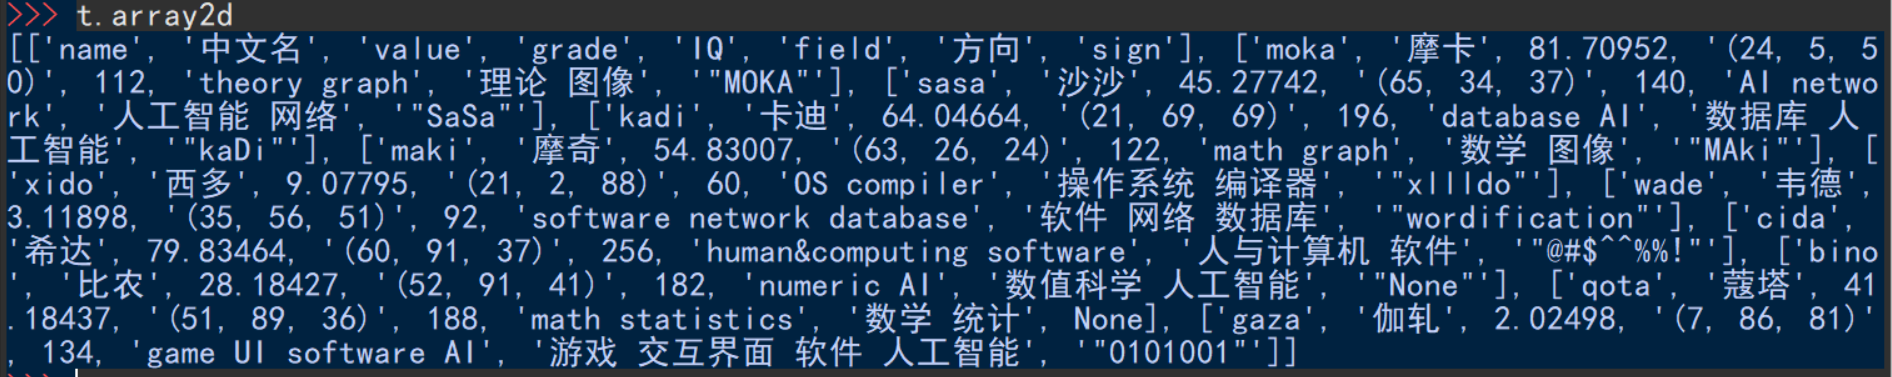 >>> t.array2d
[['name', '中文名', 'value', 'grade', 'IQ', 'field', '方向', 'sign'], ['moka', '摩卡', 81.70952, '(24, 5, 5
0)', 112, 'theory graph', '理论 图像', '"MOKA"'], ['sasa', '沙沙', 45.27742, '(65, 34, 37)', 140, 'AI netwo
rk', '人工智能 网络', '"SaSa"'], ['kadi', '卡迪', 64.04664, '(21, 69, 69)', 196, 'database AI', '数据库 人
工智能', '"kaDi"'], ['maki', '摩奇', 54.83007, '(63, 26, 24)', 122, 'math graph', '数学 图像', '"MAki"'], [
'xido', '西多', 9.07795, '(21, 2, 88)', 60, 'OS compiler', '操作系统 编译器', '"xIIIdo"'], ['wade', '韦德',
3.11898, '(35, 56, 51)', 92, 'software network database', '软件 网络 数据库', '"wordification"'], ['cida',
'希达', 79.83464, '(60, 91, 37)', 256, 'human&computing software', '人与计算机 软件', '"@#$^^%%!"'], ['bino
', '比农', 28.18427, '(52, 91, 41)', 182, 'numeric AI', '数值科学 人工智能', '"None"'], ['qota', '蔻塔', 41
.18437, '(51, 89, 36)', 188, 'math statistics', '数学 统计', None], ['gaza', '伽轧', 2.02498, '(7, 86, 81)'
, 134, 'game UI software AI', '游戏 交互界面 软件 人工智能', '"0101001"']]